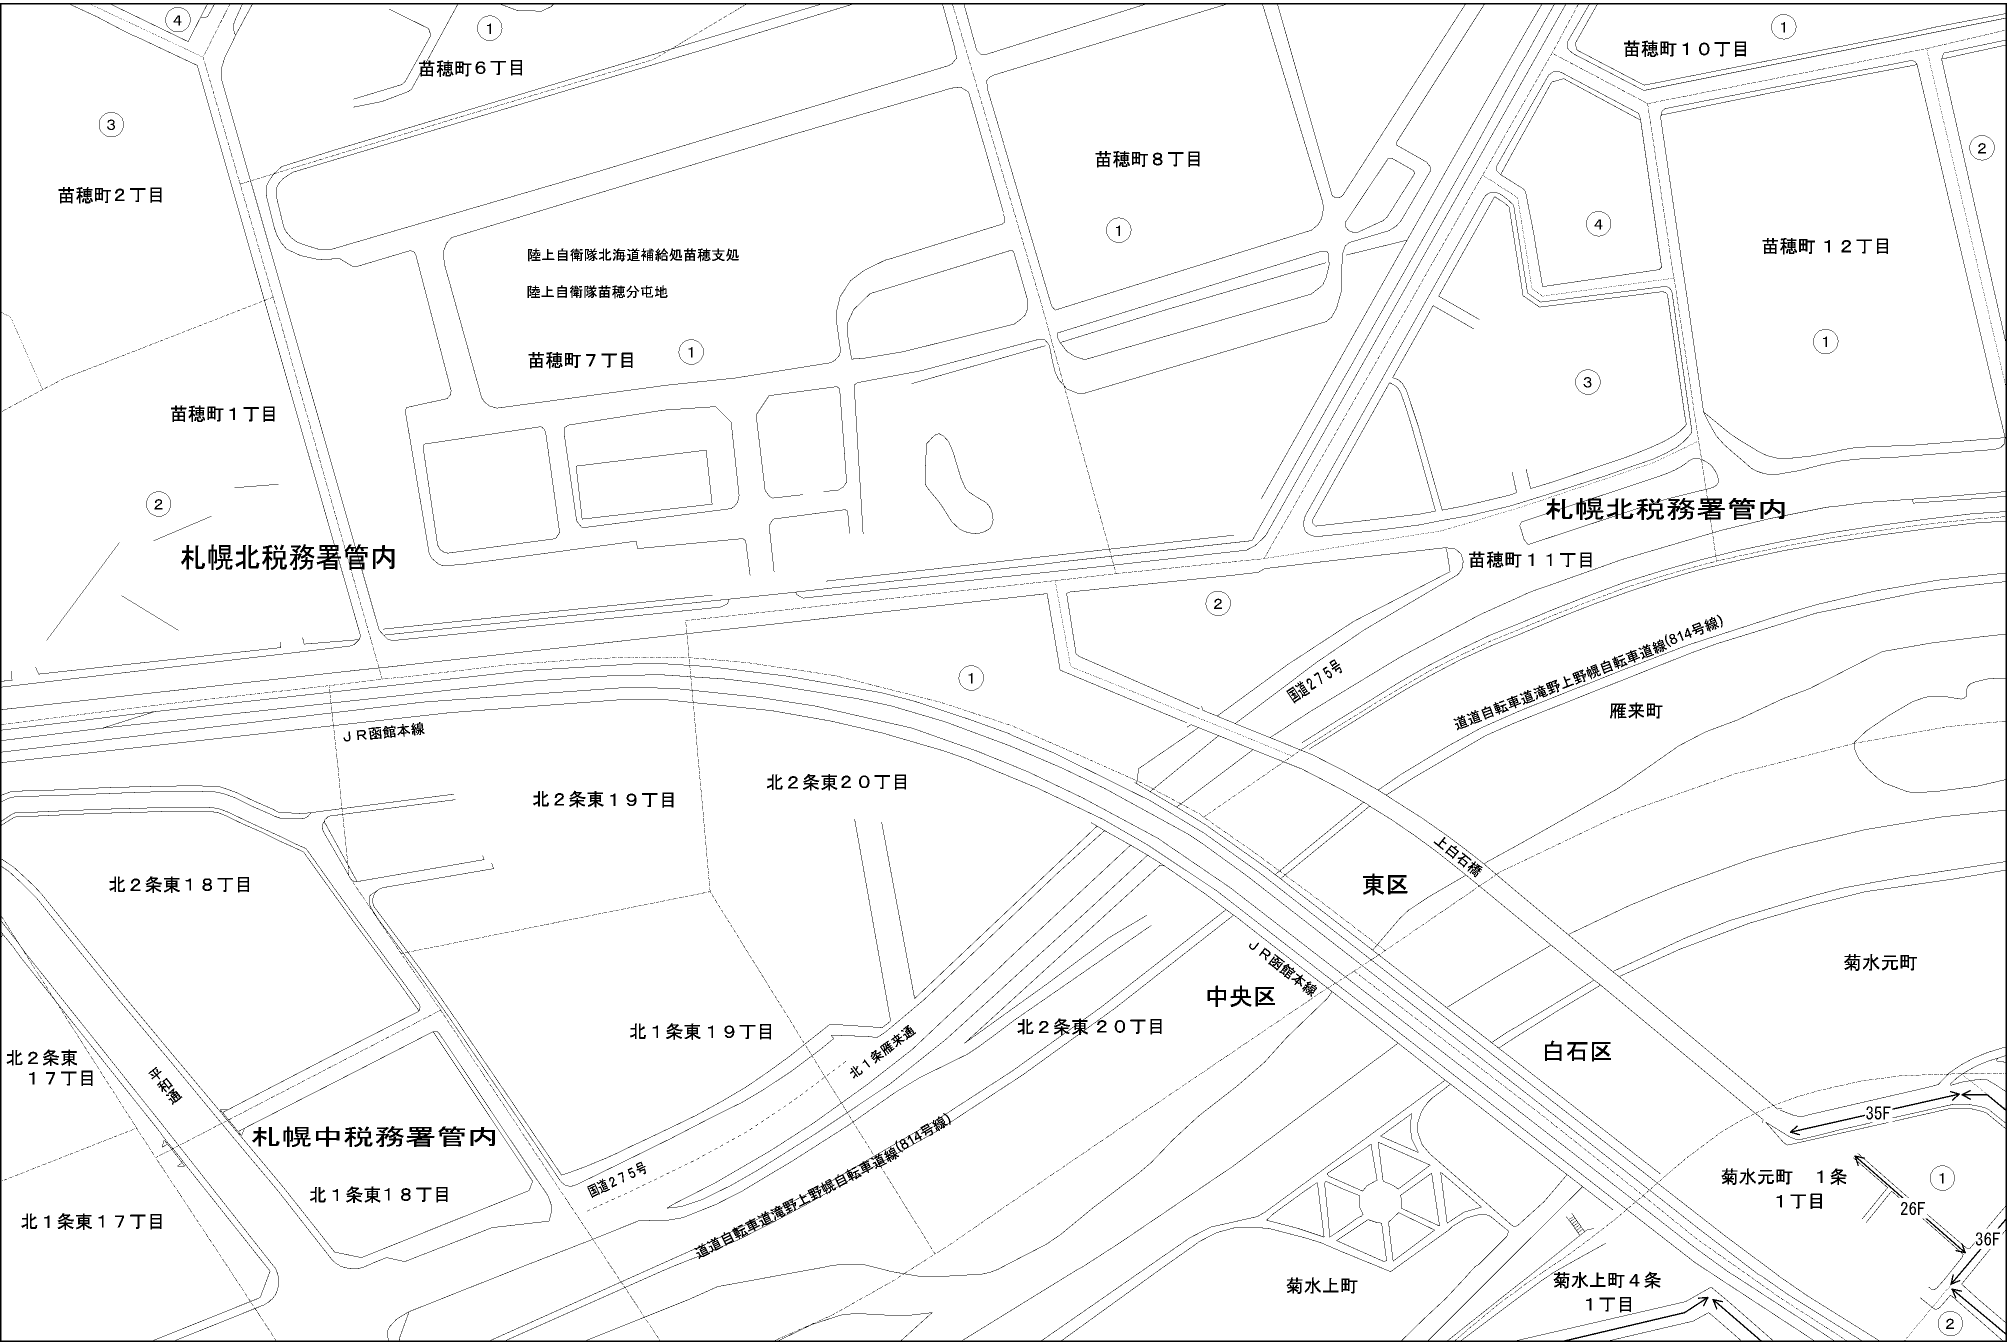 4
1
苗穂町６丁目
苗穂町１０丁目
1
3
苗穂町２丁目
苗穂町８丁目
1
2
4
苗穂町 １２丁目
陸上自衛隊北海道補給処苗穂支処
陸上自衛隊苗穂分屯地
苗穂町７丁目
1
1
3
苗穂町１丁目
2
札幌北税務署管内
札幌北税務署管内
苗穂町１１丁目
2
1
国道２７５号
道道自転車道滝野上野幌自転車道線(814号線)
雁来町
ＪＲ函館本線
北２条東１９丁目
北２条東２０丁目
上白石橋
北２条東１８丁目
東区
ＪＲ函館本線
中央区
菊水元町
北１条東１９丁目
北１条雁来通
北２条東２０丁目
白石区
北２条東
１７丁目
平和通
札幌中税務署管内
35F
国道２７５号
道道自転車道滝野上野幌自転車道線(814号線)
北１条東１８丁目
北１条東１７丁目
菊水元町　１条
１丁目
1
26F
36F
菊水上町
菊水上町４条
１丁目
2